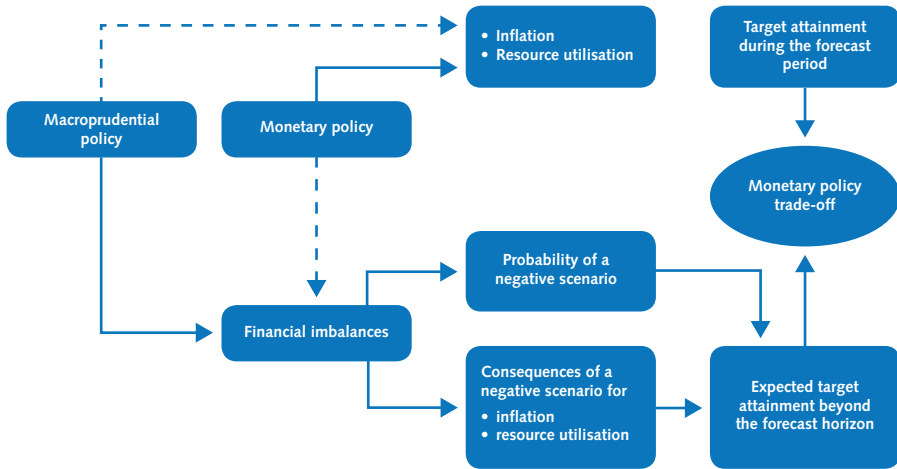 • Inflation
• Resource utilisation
Target attainment
during the forecast
period
Macroprudential
policy
Monetary policy
Monetary policy
trade-off
Probability of a
negative scenario
Financial imbalances
Consequences of a
negative scenario for
• inflation
• resource utilisation
Expected target
attainment beyond
the forecast horizon